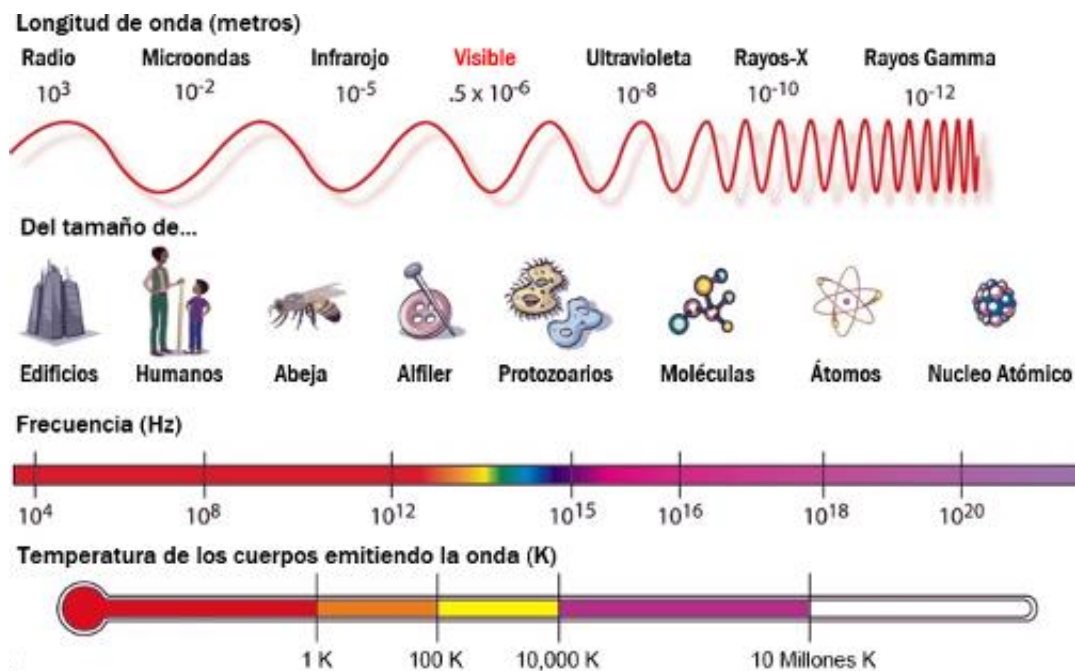 Longitud de onda (metros)
Radio Microondas Infrarojo Visible Ultravioleta Rayos-X Rayos Gamma
10³ 10⁻² 10⁻⁵ .5 x 10⁻⁶ 10⁻⁸ 10⁻¹⁰ 10⁻¹²
Del tamaño de...
Edificios Humanos Abeja Alfiler Protozoarios Moléculas Átomos Nucleo Atómico
Frecuencia (Hz)
10⁴ 10⁸ 10¹² 10¹⁵ 10¹⁶ 10¹⁸ 10²⁰
Temperatura de los cuerpos emitiendo la onda (K)
1 K 100 K 10,000 K 10 Millones K